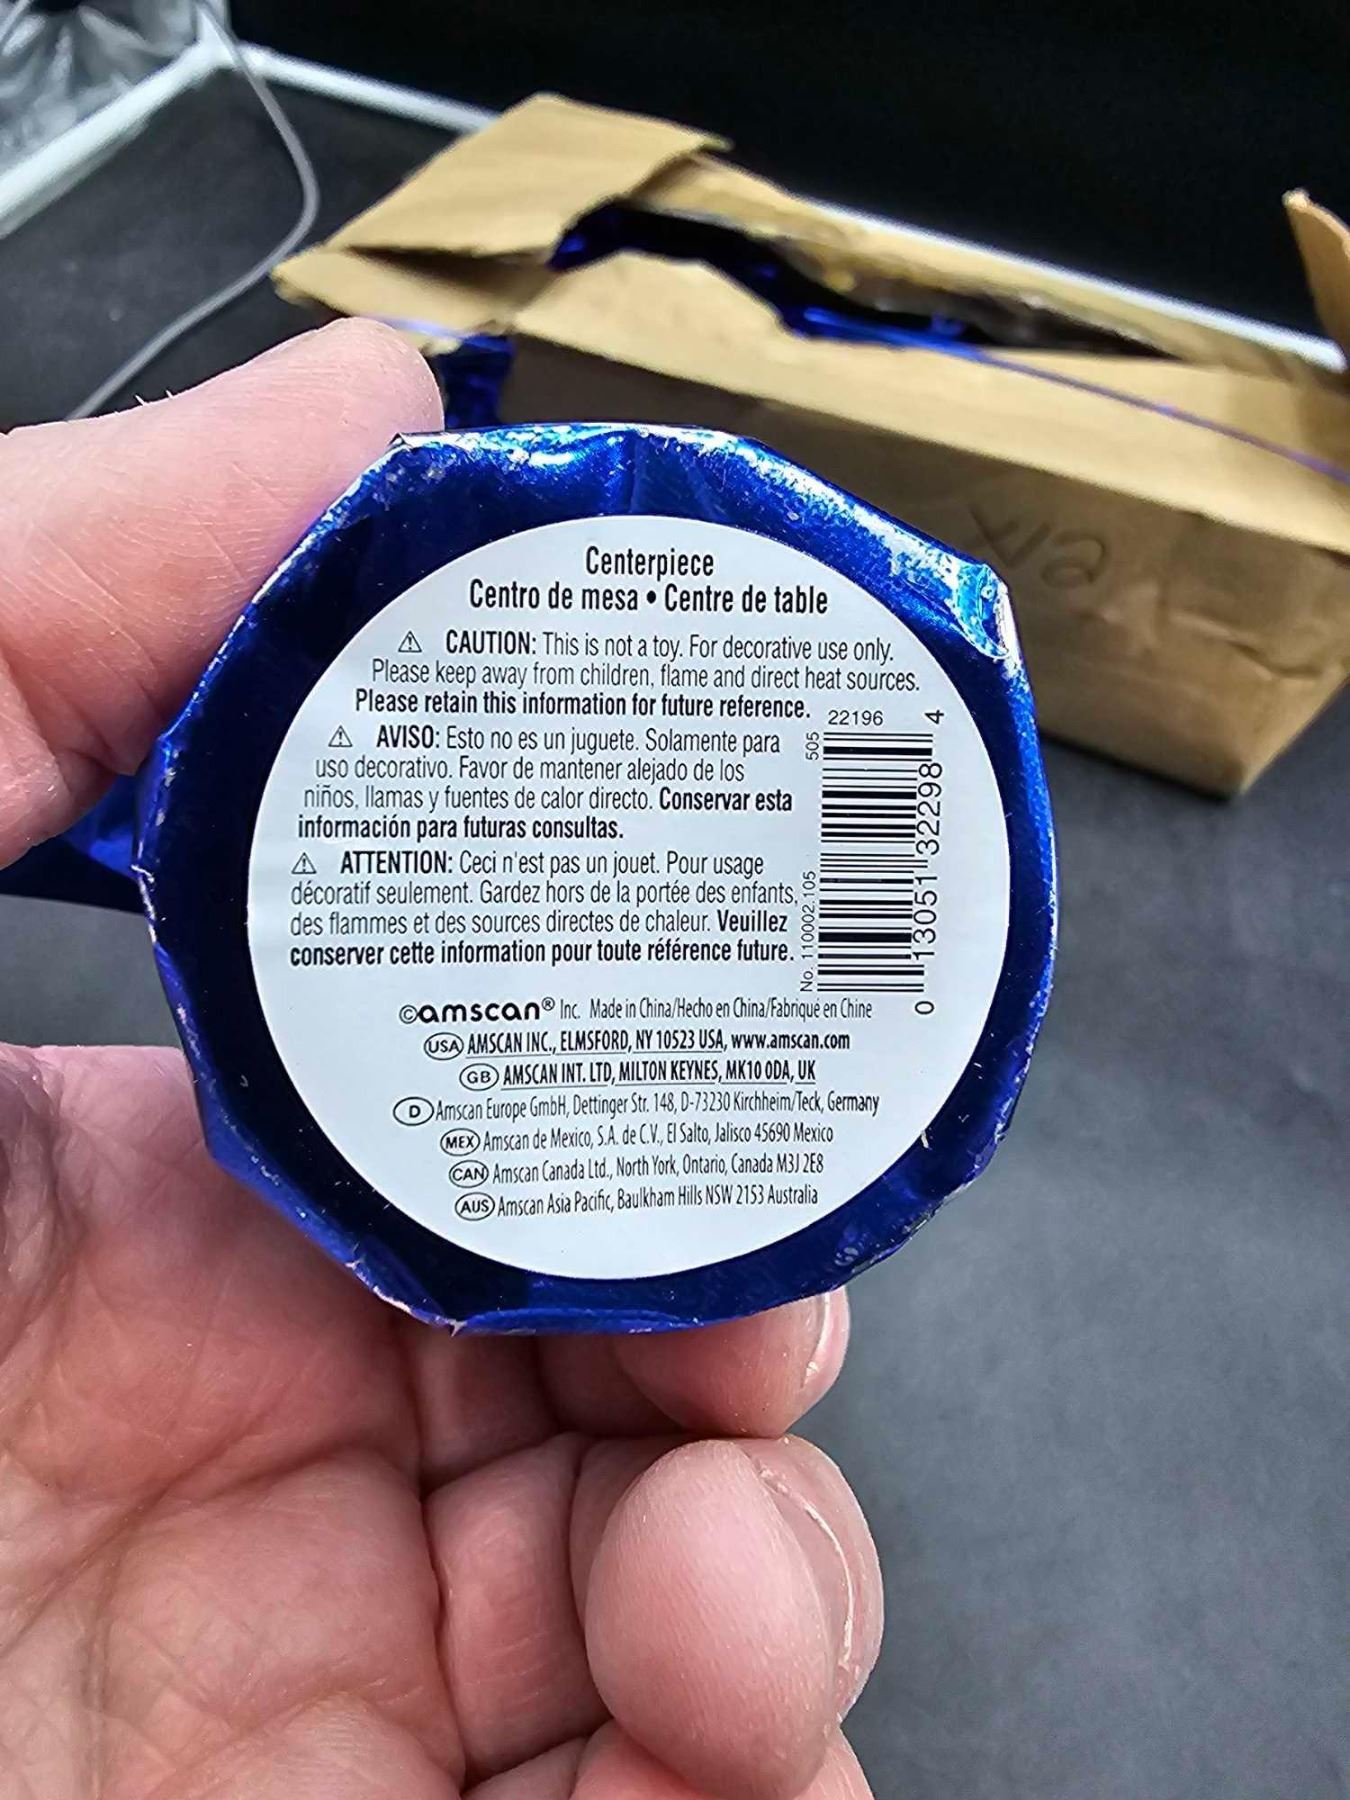 Centerpiece
Centro de mesa • Centre de table
⚠ CAUTION: This is not a toy. For decorative use only.
Please keep away from children, flame and direct heat sources.
Please retain this information for future reference.
⚠ AVISO: Esto no es un juguete. Solamente para
uso decorativo. Favor de mantener alejado de los
niños, llamas y fuentes de calor directo. Conservar esta
información para futuras consultas.
⚠ ATTENTION: Ceci n'est pas un jouet. Pour usage
décoratif seulement. Gardez hors de la portée des enfants,
des flammes et des sources directes de chaleur. Veuillez
conserver cette information pour toute référence future.
22196
505
No. 110002.105
0 13051 32298 4
©amscan® Inc. Made in China/Hecho en China/Fabriqué en Chine
USA AMSCAN INC., ELMSFORD, NY 10523 USA, www.amscan.com
GB AMSCAN INT. LTD, MILTON KEYNES, MK10 0DA, UK
D Amscan Europe GmbH, Dettinger Str. 148, D-73230 Kirchheim/Teck, Germany
MEX Amscan de Mexico, S.A. de C.V., El Salto, Jalisco 45690 Mexico
CAN Amscan Canada Ltd., North York, Ontario, Canada M3J 2E8
AUS Amscan Asia Pacific, Baulkham Hills NSW 2153 Australia